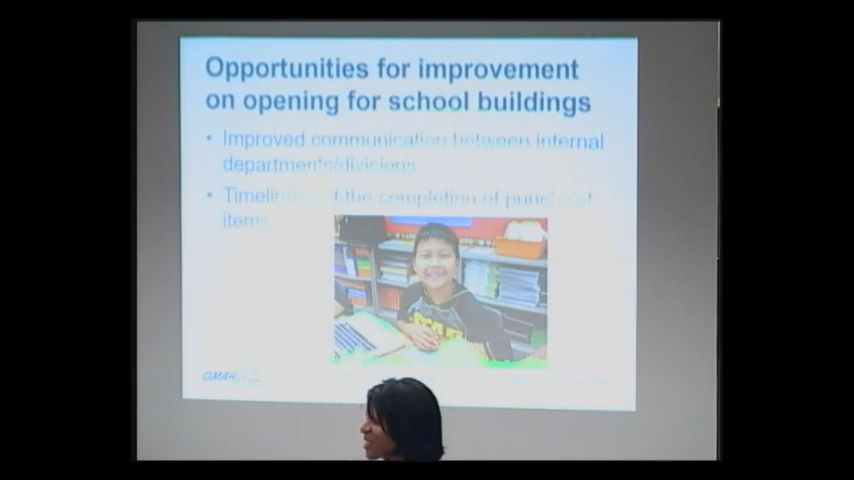 Opportunities for improvement
on opening for school buildings
• Improved communication between internal
departments/divisions
• Timeliness of the completion of punch list
items
OMAHA